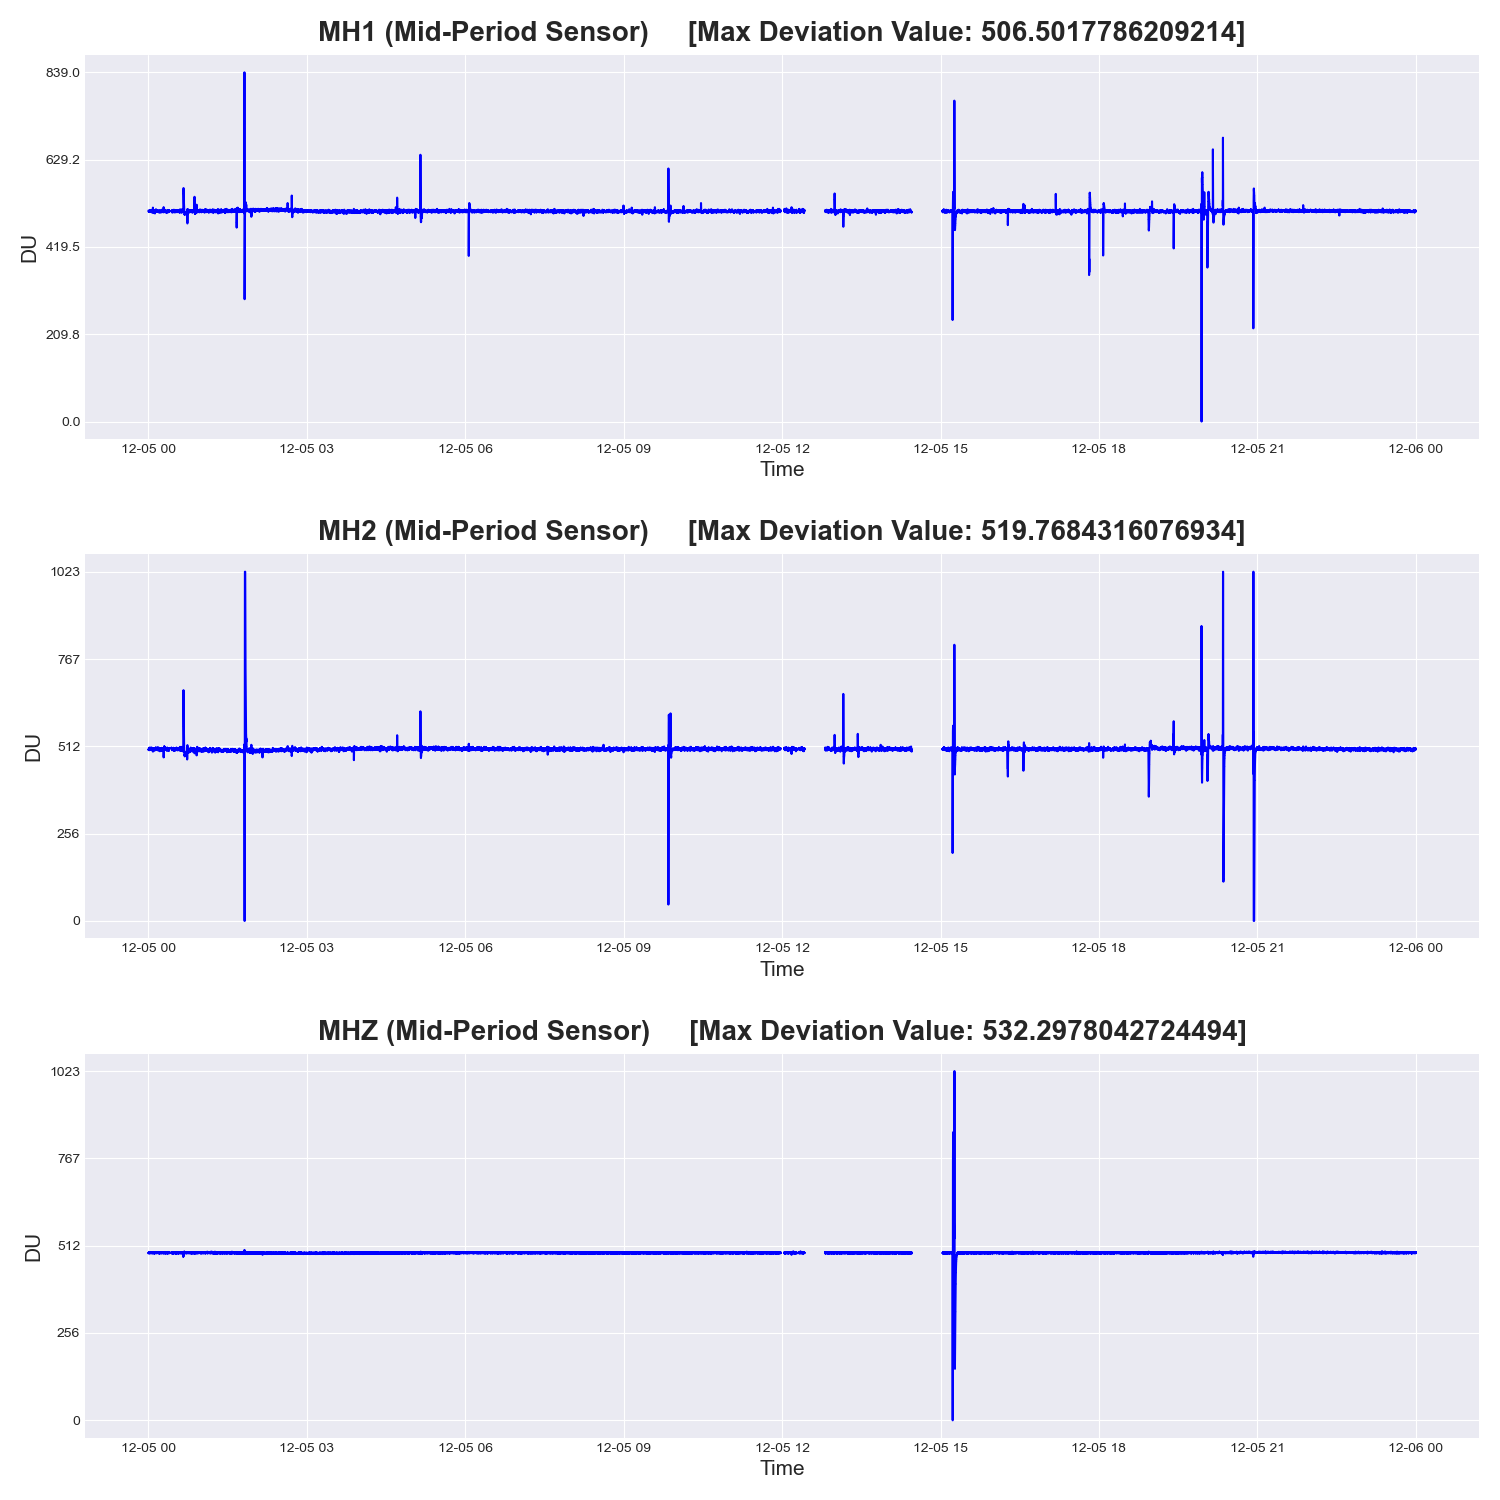 MH1 (Mid-Period Sensor) [Max Deviation Value: 506.5017786209214]
839.0
629.2
419.5
209.8
0.0
DU
12-05 00 12-05 03 12-05 06 12-05 09 12-05 12 12-05 15 12-05 18 12-05 21 12-06 00
Time
MH2 (Mid-Period Sensor) [Max Deviation Value: 519.7684316076934]
1023
767
512
256
0
DU
12-05 00 12-05 03 12-05 06 12-05 09 12-05 12 12-05 15 12-05 18 12-05 21 12-06 00
Time
MHZ (Mid-Period Sensor) [Max Deviation Value: 532.2978042724494]
1023
767
512
256
0
DU
12-05 00 12-05 03 12-05 06 12-05 09 12-05 12 12-05 15 12-05 18 12-05 21 12-06 00
Time